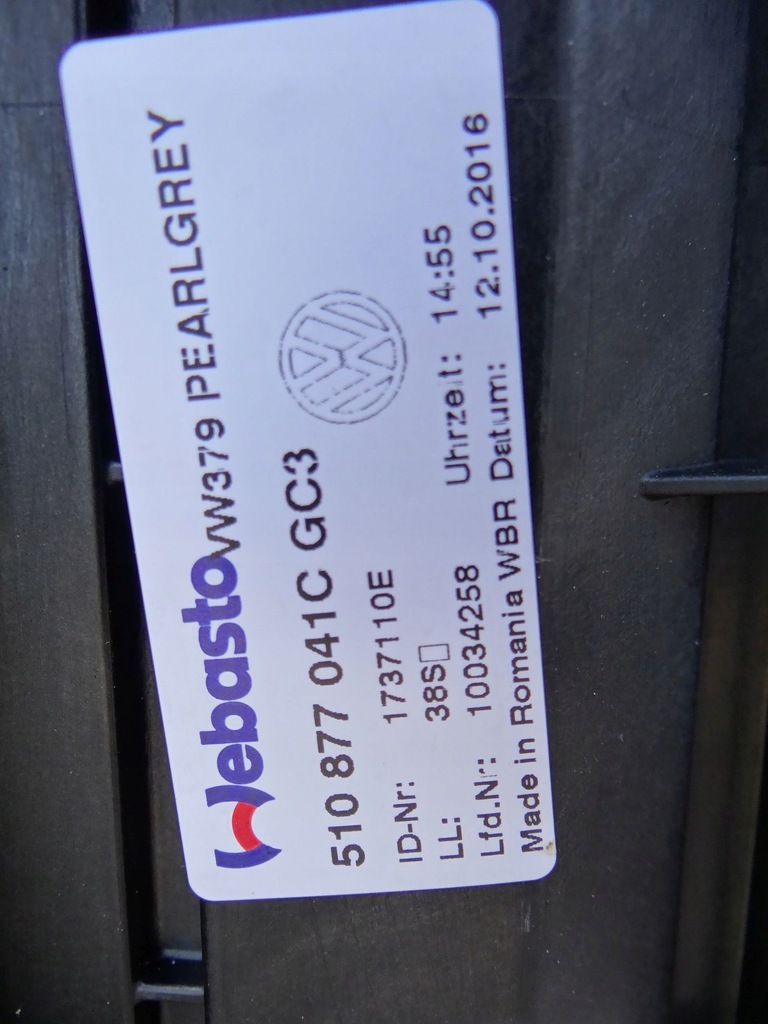 Webasto VW379 PEARLGREY
510 877 041C GC3
ID-Nr: 1737110E
LL: 38S□ Uhrzeit: 14:55
Lfd.Nr: 10034258
Made in Romania WBR Datum: 12.10.2016